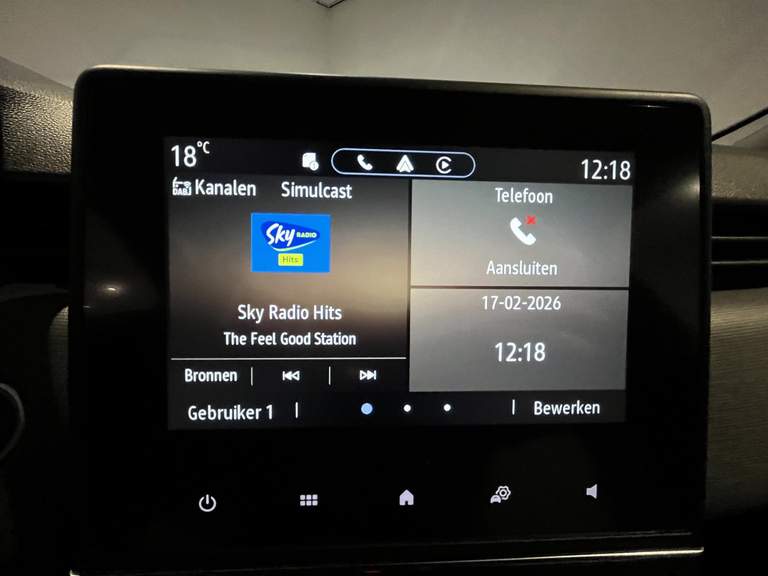 18°C
12:18
DAB Kanalen Simulcast
Sky RADIO
Hits
Sky Radio Hits
The Feel Good Station
Bronnen
Gebruiker 1
Telefoon
Aansluiten
17-02-2026
12:18
Bewerken